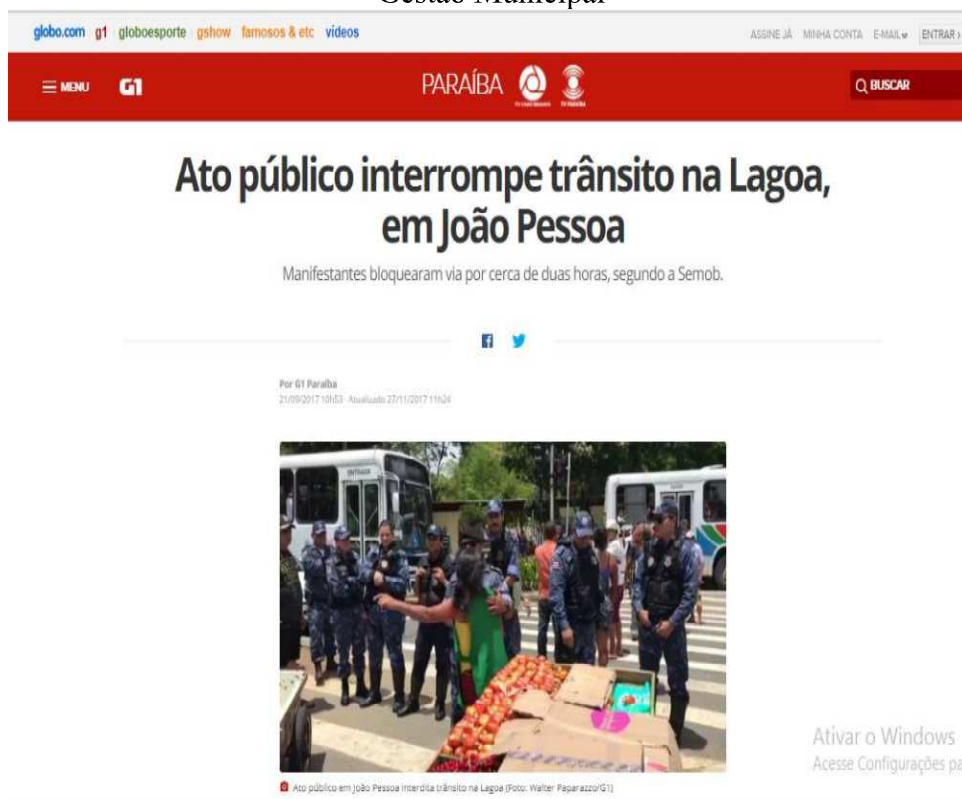 Gestão Municipal
globo.com g1 globoesporte gshow famosos & etc vídeos ASSINE JÁ MINHA CONTA E-MAIL ENTRAR ›
MENU G1 PARAÍBA BUSCAR
Ato público interrompe trânsito na Lagoa,
em João Pessoa
Manifestantes bloquearam via por cerca de duas horas, segundo a Semob.
Por G1 Paraíba
21/09/2017 10h53 · Atualizado 27/11/2017 11h24
Ativar o Windows
Acesse Configurações pa
Ato público em João Pessoa interdita trânsito na Lagoa (Foto: Walter Paparazzo/G1)